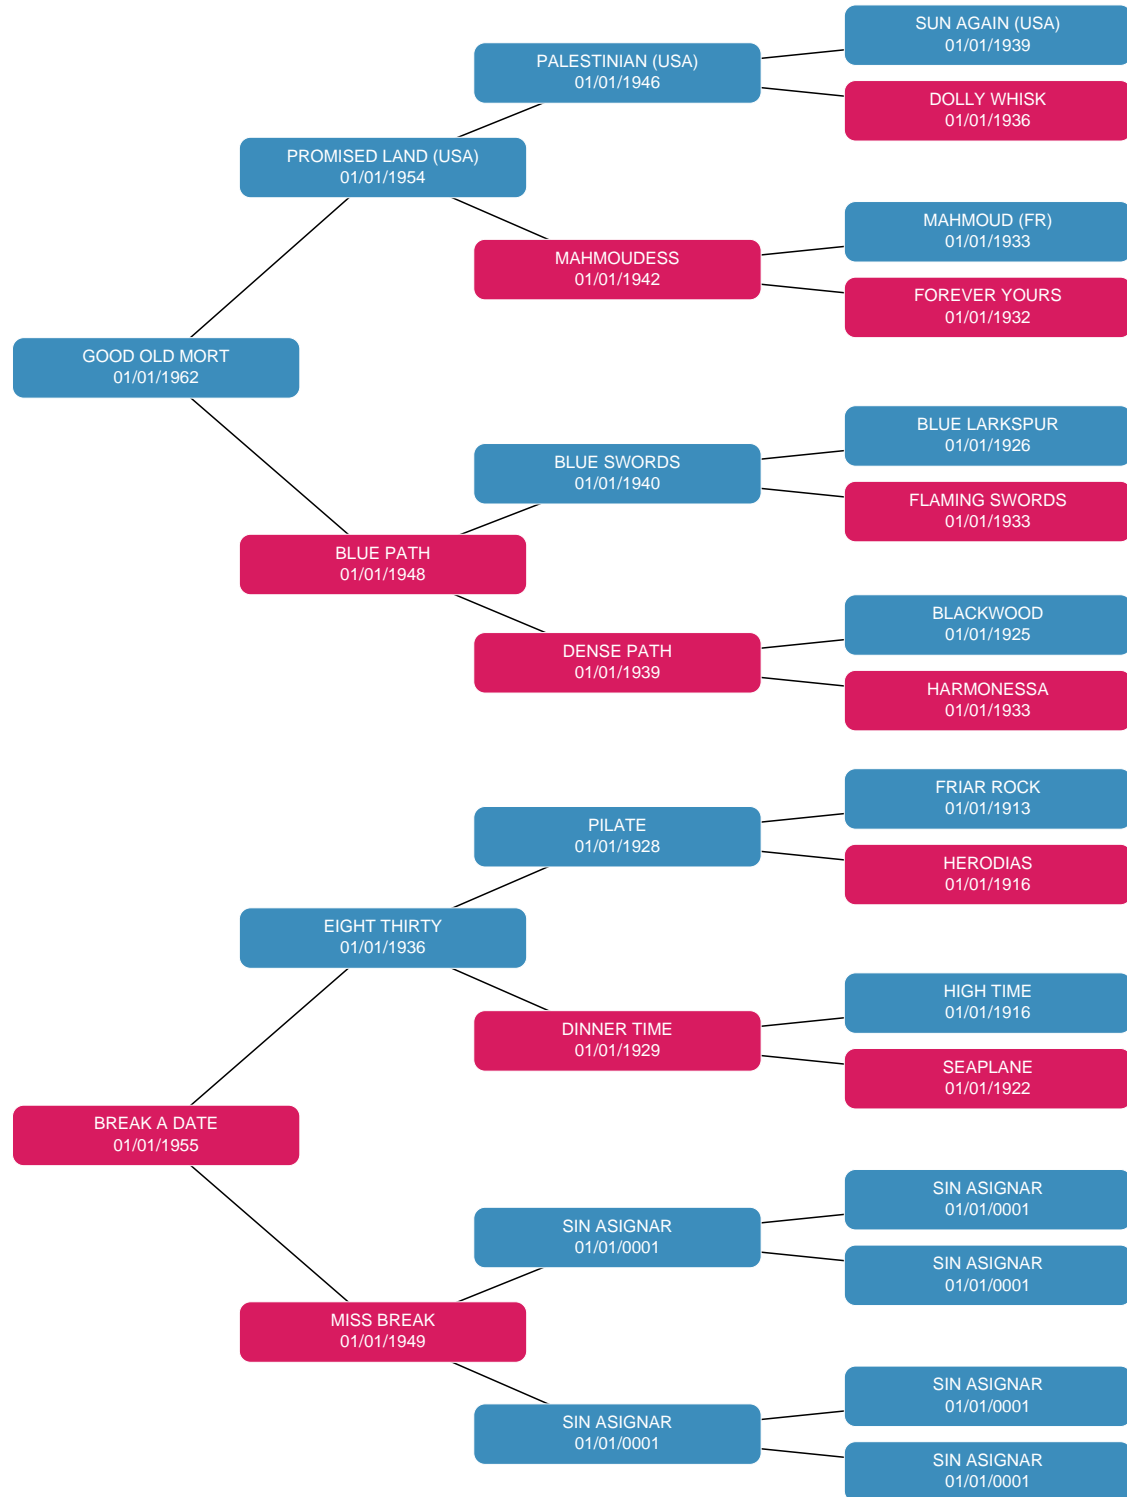 SUN AGAIN (USA)
01/01/1939
PALESTINIAN (USA)
01/01/1946
DOLLY WHISK
01/01/1936
PROMISED LAND (USA)
01/01/1954
MAHMOUD (FR)
01/01/1933
MAHMOUDESS
01/01/1942
FOREVER YOURS
01/01/1932
GOOD OLD MORT
01/01/1962
BLUE LARKSPUR
01/01/1926
BLUE SWORDS
01/01/1940
FLAMING SWORDS
01/01/1933
BLUE PATH
01/01/1948
BLACKWOOD
01/01/1925
DENSE PATH
01/01/1939
HARMONESSA
01/01/1933
FRIAR ROCK
01/01/1913
PILATE
01/01/1928
HERODIAS
01/01/1916
EIGHT THIRTY
01/01/1936
HIGH TIME
01/01/1916
DINNER TIME
01/01/1929
SEAPLANE
01/01/1922
BREAK A DATE
01/01/1955
SIN ASIGNAR
01/01/0001
SIN ASIGNAR
01/01/0001
SIN ASIGNAR
01/01/0001
MISS BREAK
01/01/1949
SIN ASIGNAR
01/01/0001
SIN ASIGNAR
01/01/0001
SIN ASIGNAR
01/01/0001